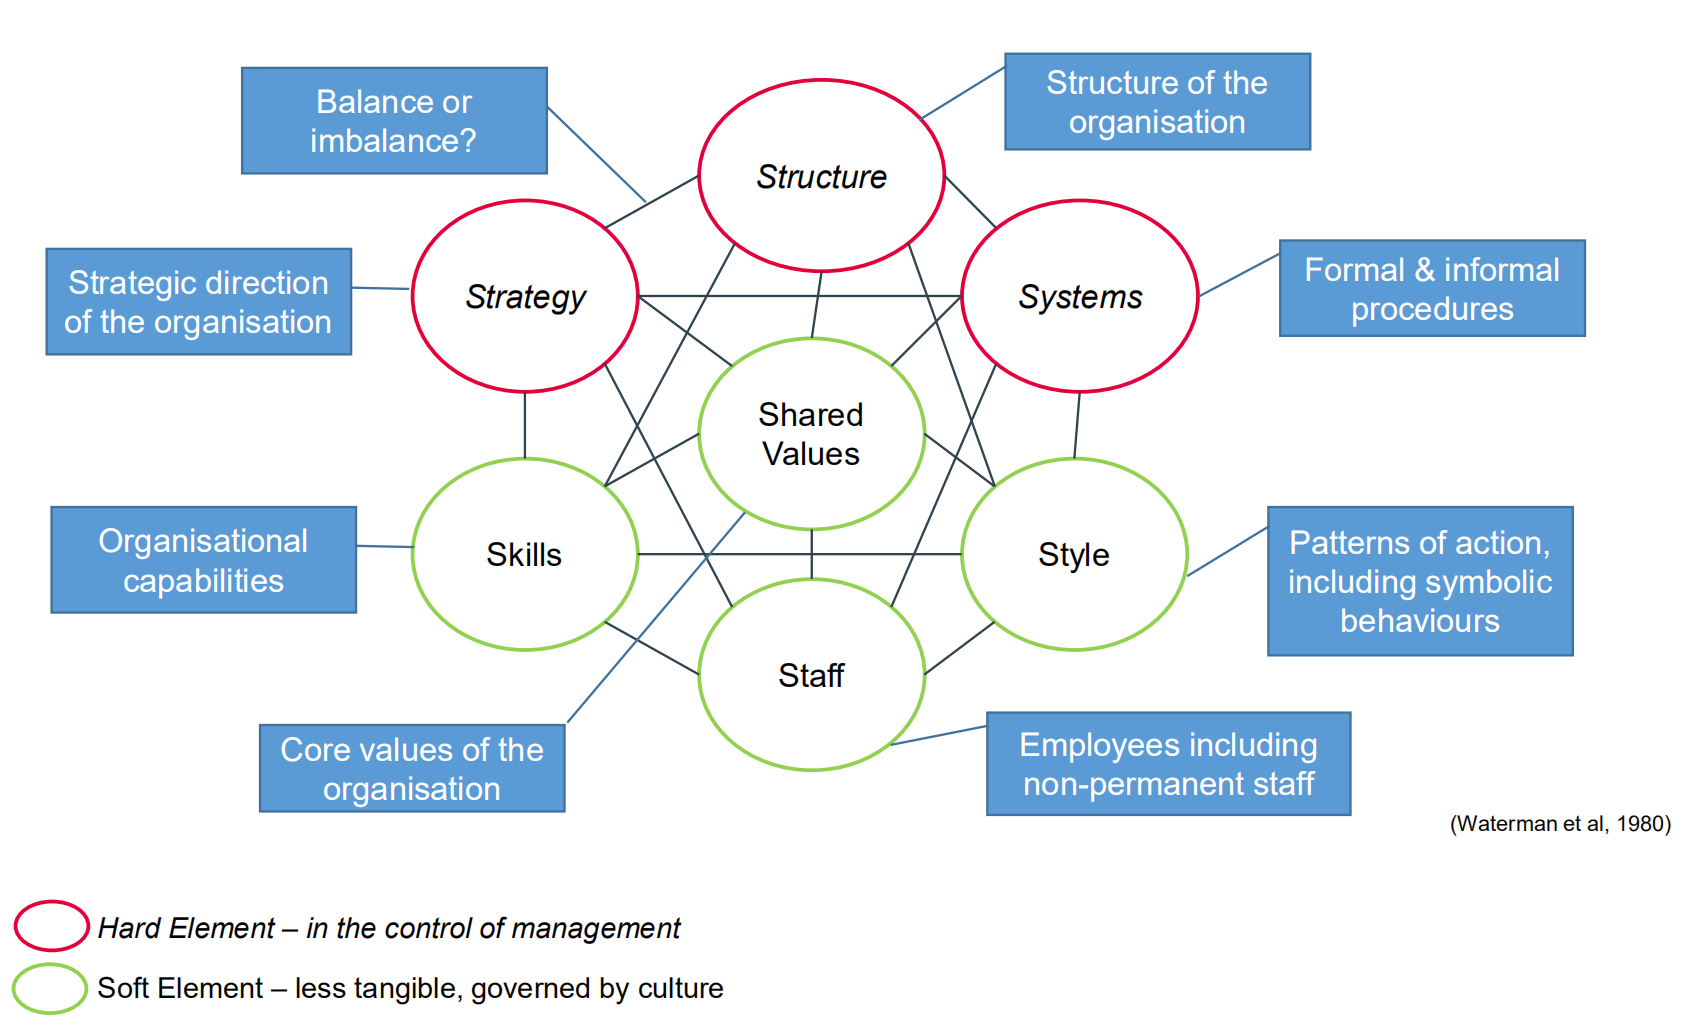 Balance or
imbalance?
Structure of the
organisation
Structure
Strategic direction
of the organisation
Strategy
Systems
Formal & informal
procedures
Shared
Values
Organisational
capabilities
Skills
Style
Patterns of action,
including symbolic
behaviours
Staff
Core values of the
organisation
Employees including
non-permanent staff
(Waterman et al, 1980)
Hard Element – in the control of management
Soft Element – less tangible, governed by culture